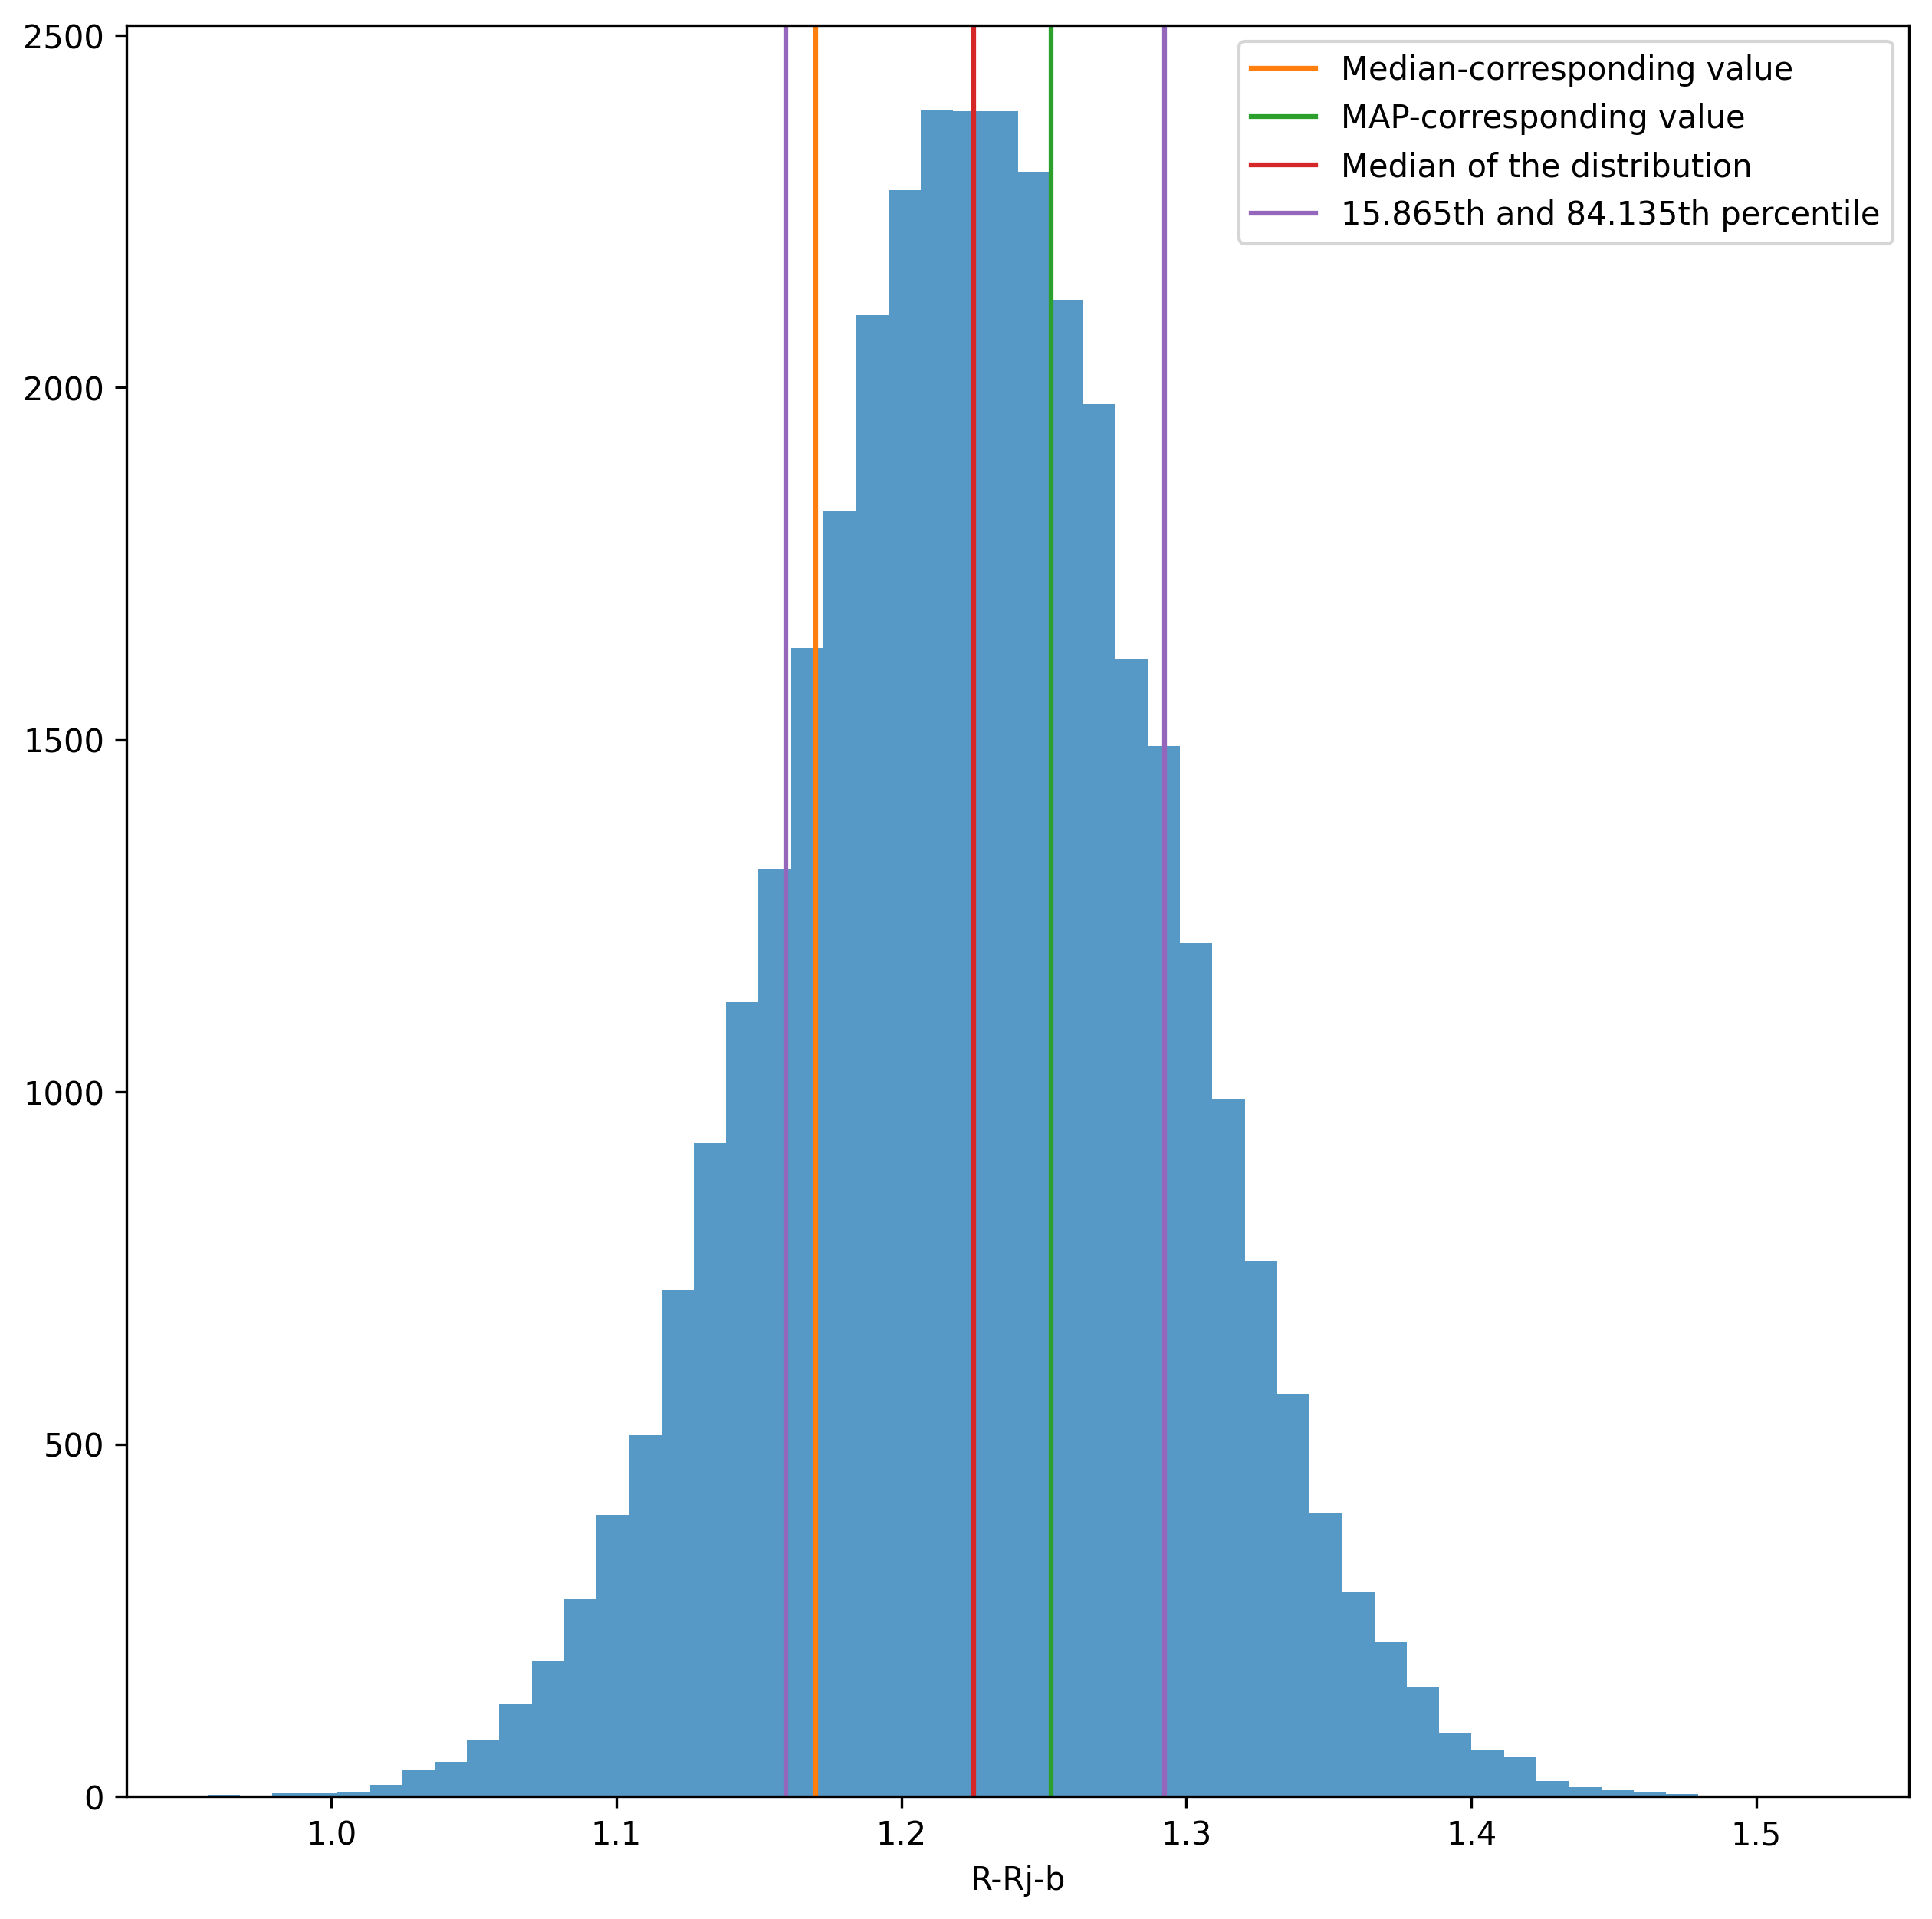 2500
2000
1500
1000
500
0
Median-corresponding value
MAP-corresponding value
Median of the distribution
15.865th and 84.135th percentile
1.0 1.1 1.2 1.3 1.4 1.5
R-Rj-b